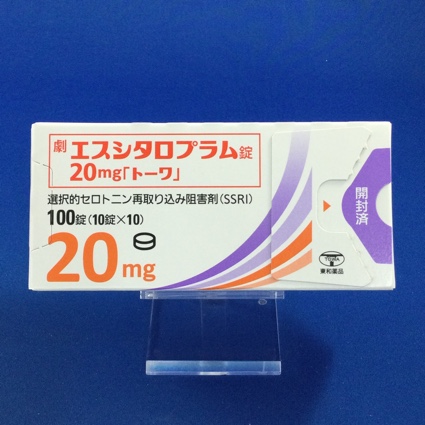 劇 エスシタロプラム錠
20mg「トーワ」
選択的セロトニン再取り込み阻害剤(SSRI)
100錠(10錠×10)
20mg
開封済
TOWA
東和薬品